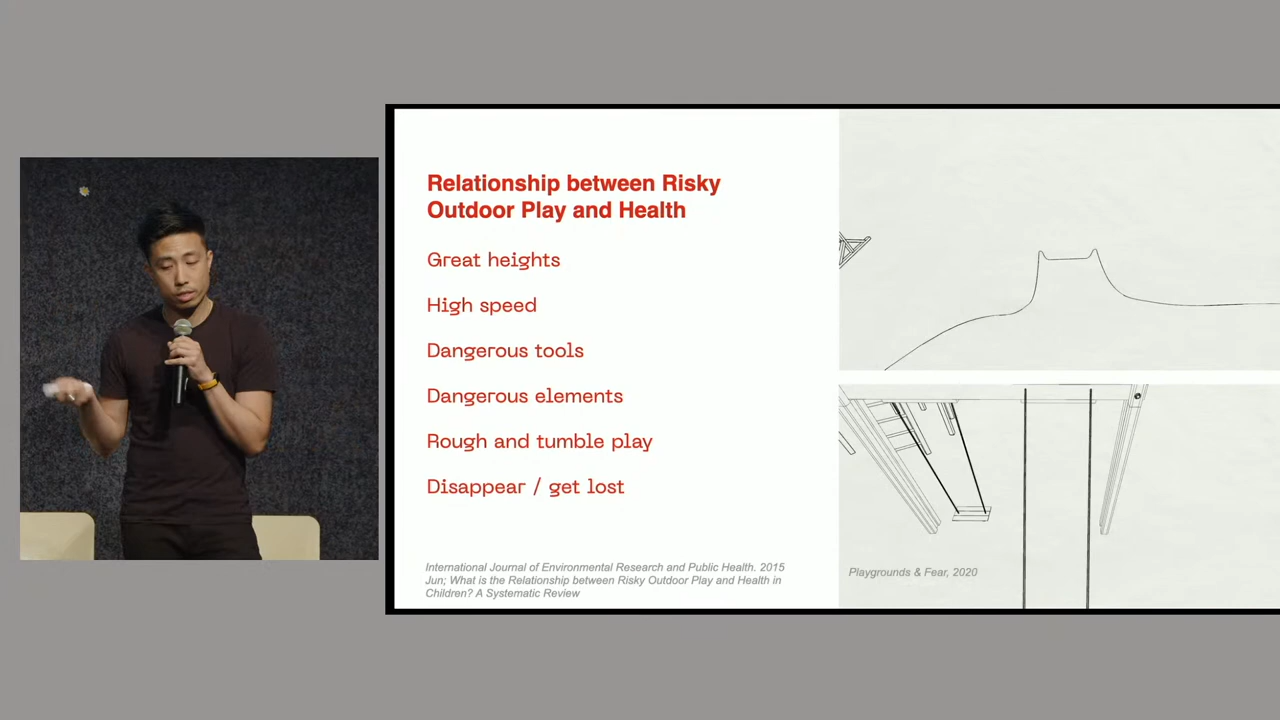 Relationship between Risky
Outdoor Play and Health
Great heights
High speed
Dangerous tools
Dangerous elements
Rough and tumble play
Disappear / get lost
International Journal of Environmental Research and Public Health. 2015
Jun; What is the Relationship between Risky Outdoor Play and Health in
Children? A Systematic Review
Playgrounds & Fear, 2020